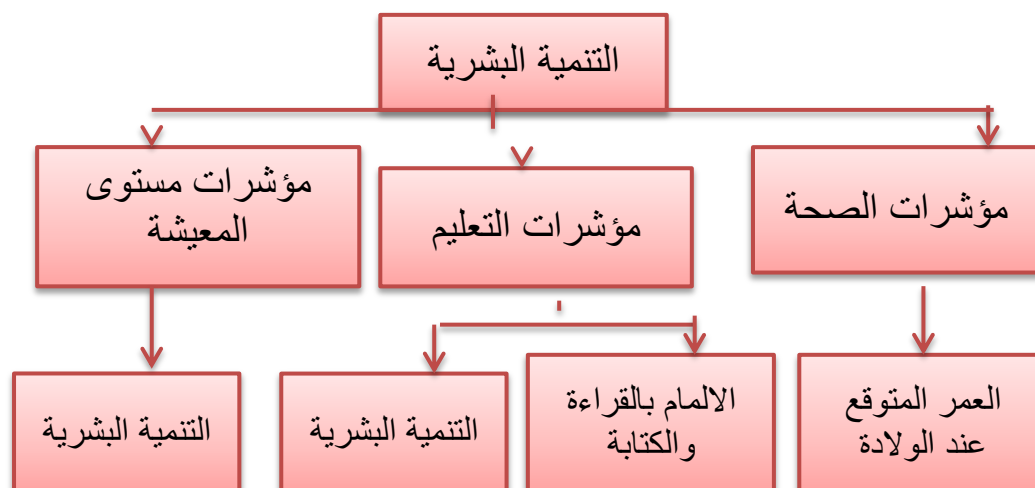 التنمية البشرية
مؤشرات الصحة
مؤشرات التعليم
مؤشرات مستوى
المعيشة
العمر المتوقع
عند الولادة
الالمام بالقراءة
والكتابة
التنمية البشرية
التنمية البشرية